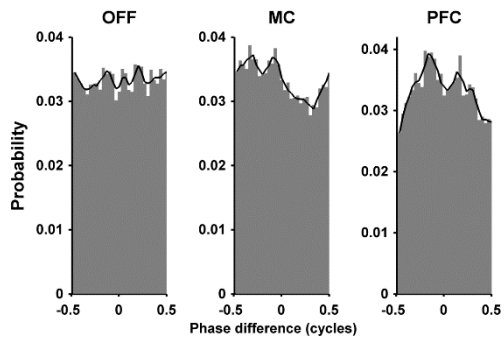 OFF MC PFC
0.04 0.04 0.04
0.03 0.03 0.03
0.02 0.02 0.02
0.01 0.01 0.01
0 0 0
-0.5 0 0.5 -0.5 0 0.5 -0.5 0 0.5
Probability
Phase difference (cycles)